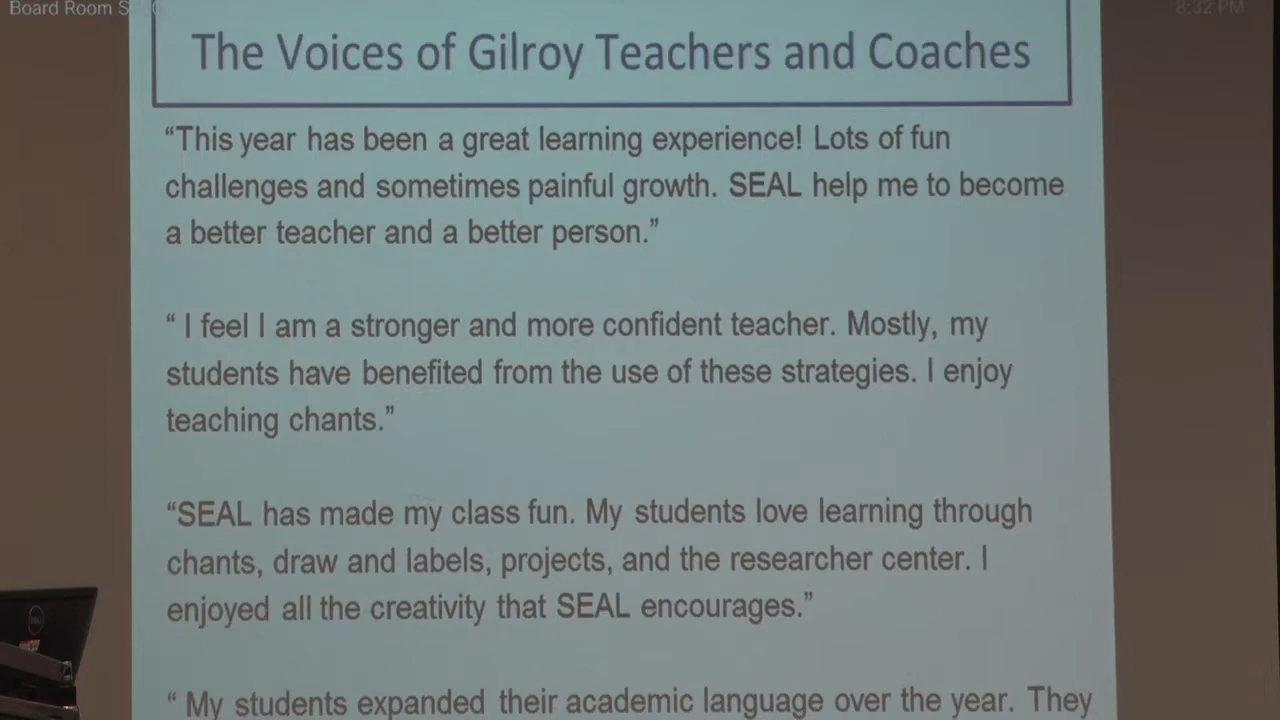 Board Room
8:32 PM
The Voices of Gilroy Teachers and Coaches
“This year has been a great learning experience! Lots of fun
challenges and sometimes painful growth. SEAL help me to become
a better teacher and a better person.”
“ I feel I am a stronger and more confident teacher. Mostly, my
students have benefited from the use of these strategies. I enjoy
teaching chants.”
“SEAL has made my class fun. My students love learning through
chants, draw and labels, projects, and the researcher center. I
enjoyed all the creativity that SEAL encourages.”
“ My students expanded their academic language over the year. They